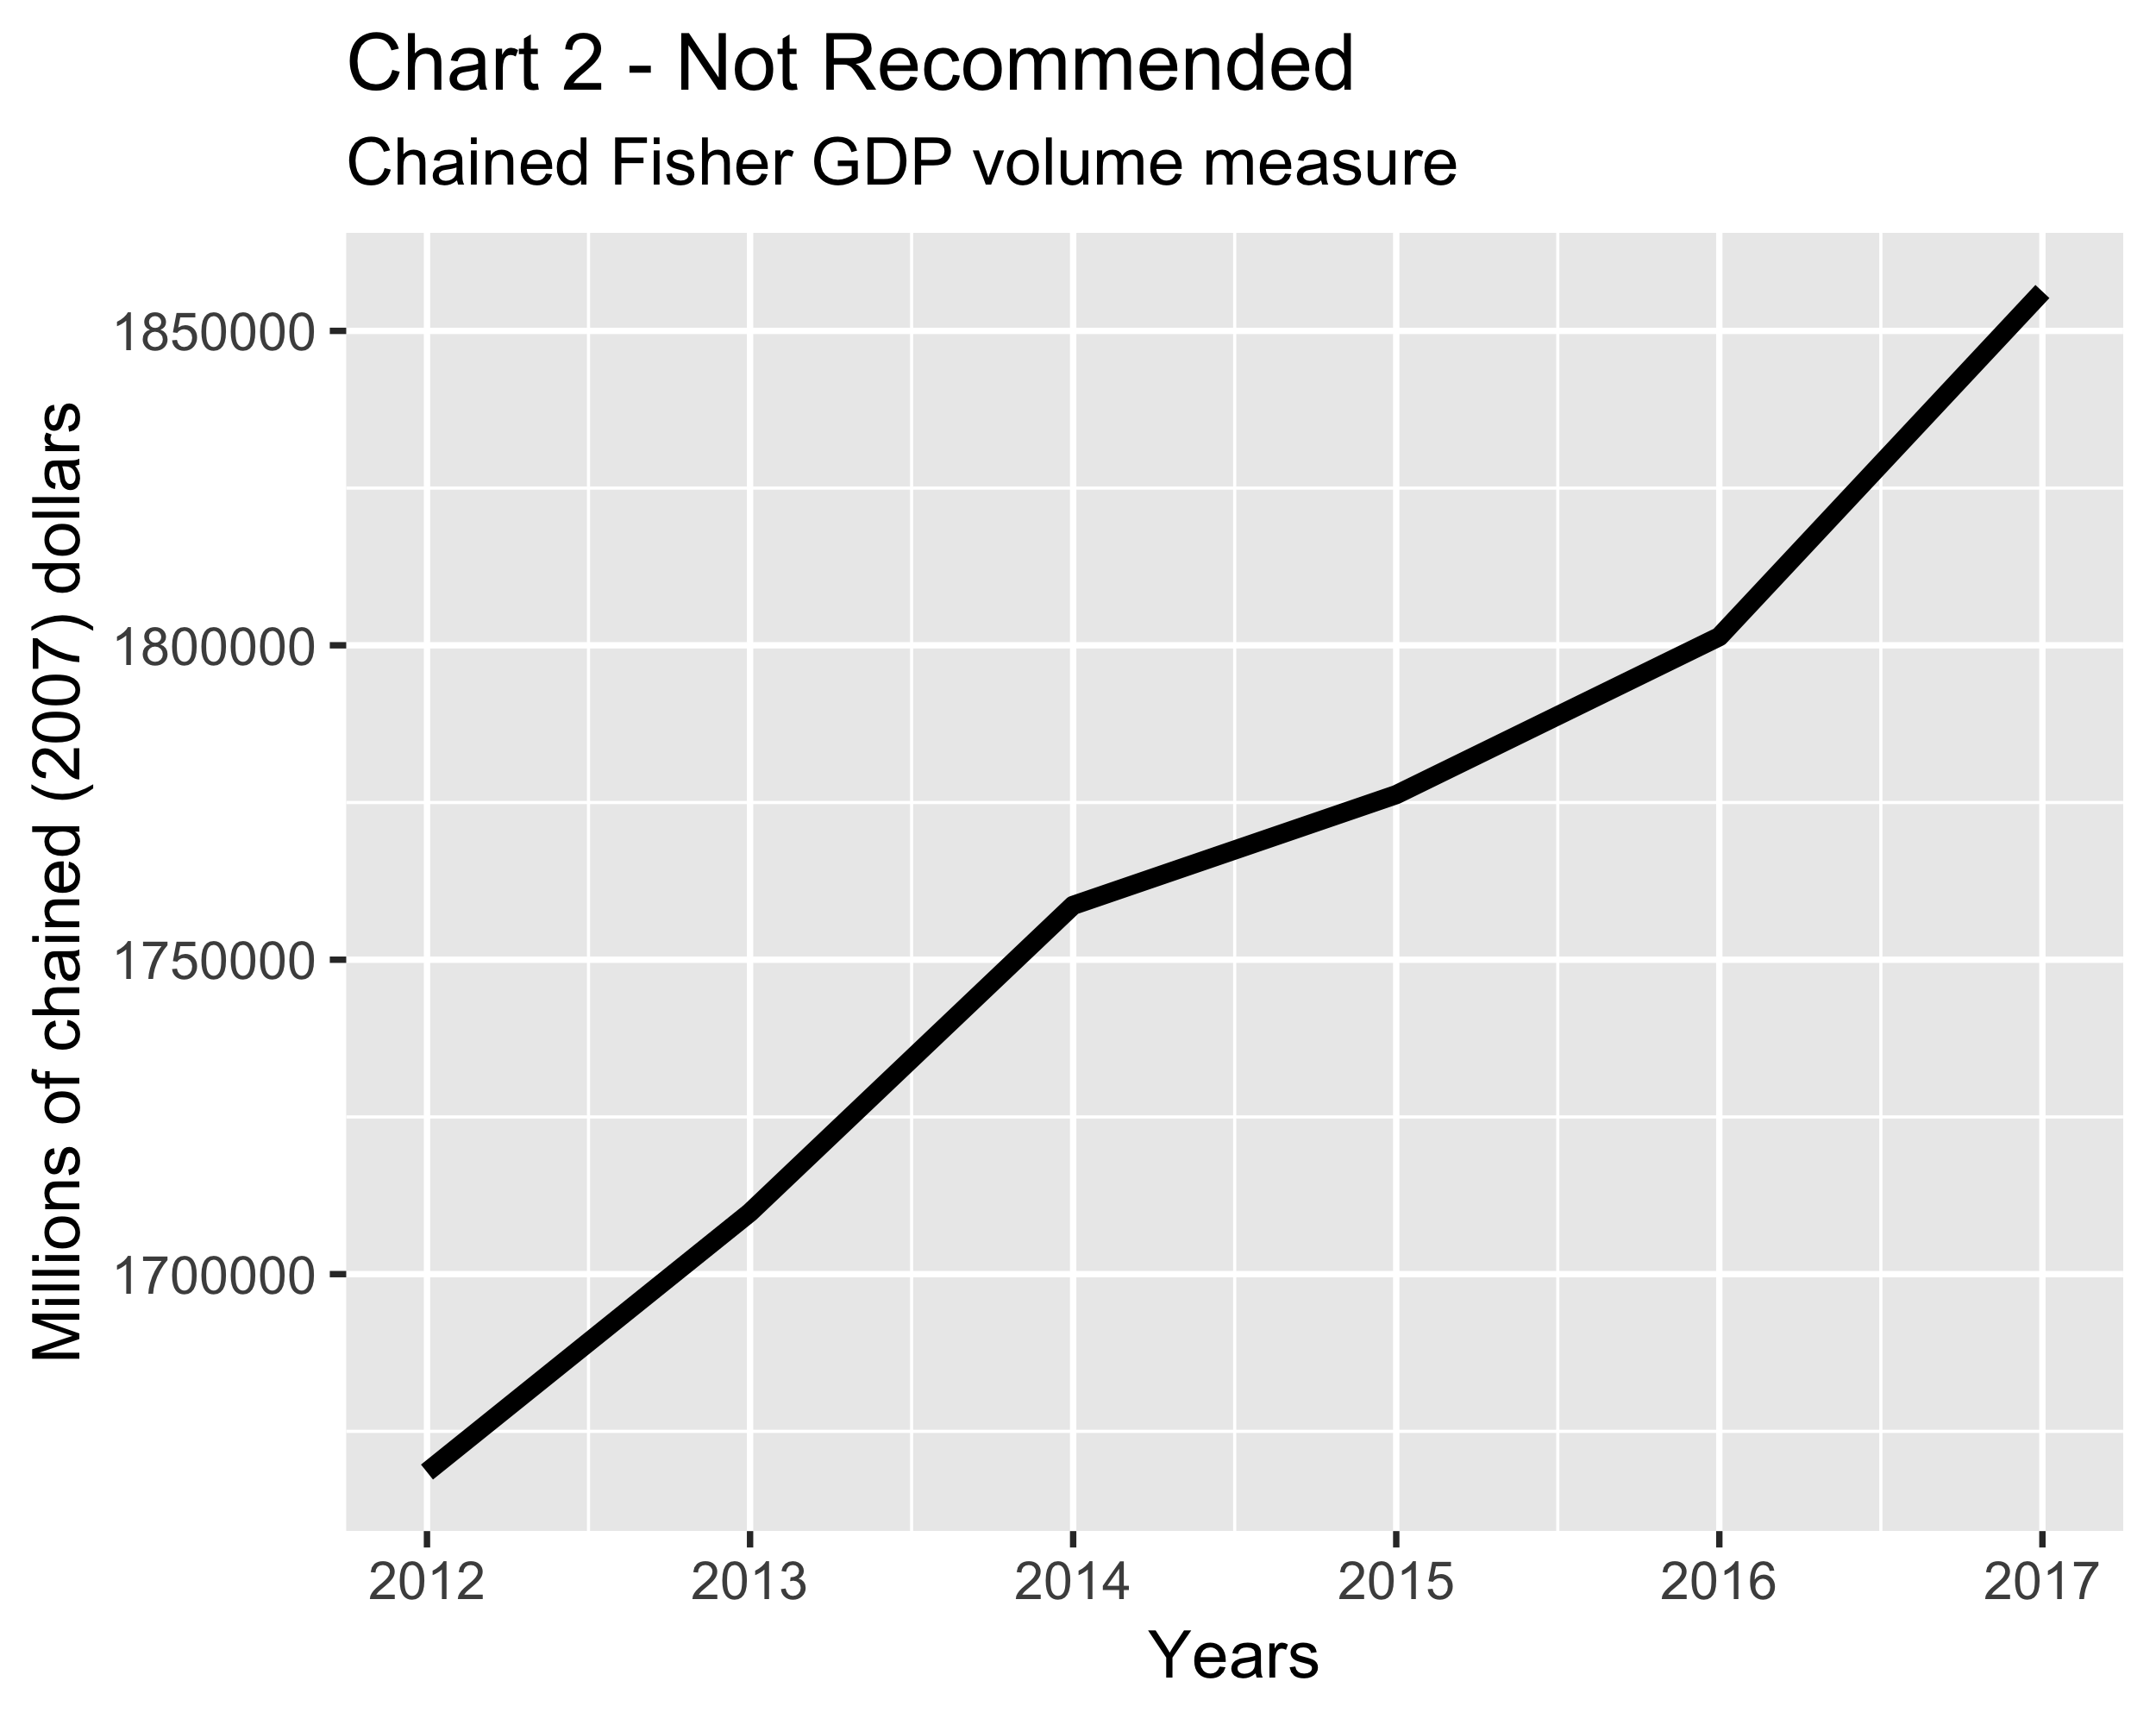 Chart 2 - Not Recommended
Chained Fisher GDP volume measure
Millions of chained (2007) dollars
1850000
1800000
1750000
1700000
2012 2013 2014 2015 2016 2017
Years